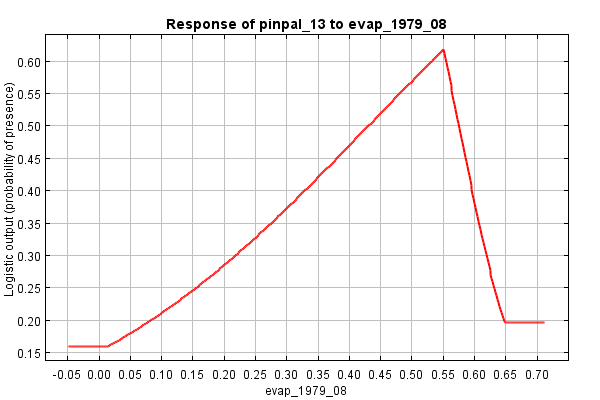 Response of pinpal_13 to evap_1979_08
Logistic output (probability of presence)
0.60
0.55
0.50
0.45
0.40
0.35
0.30
0.25
0.20
0.15
-0.05 0.00 0.05 0.10 0.15 0.20 0.25 0.30 0.35 0.40 0.45 0.50 0.55 0.60 0.65 0.70
evap_1979_08